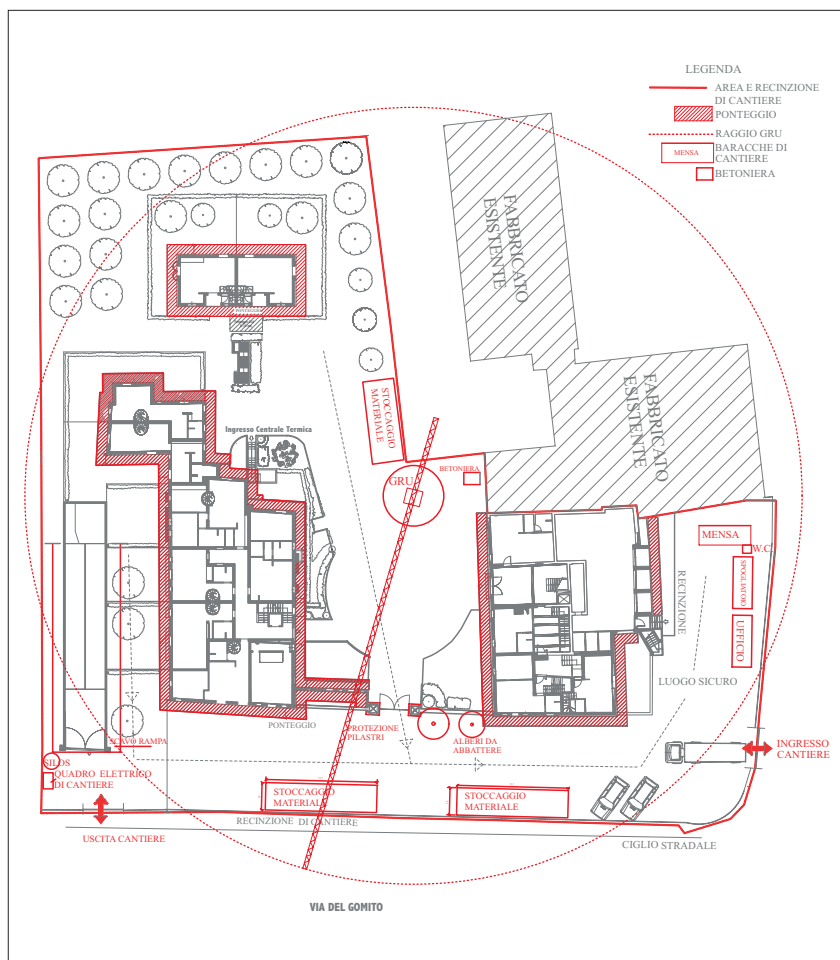 LEGENDA
AREA E RECINZIONE
DI CANTIERE
PONTEGGIO
RAGGIO GRU
MENSA
BARACCHE DI
CANTIERE
BETONIERA
FABBRICATO
ESISTENTE
FABBRICATO
ESISTENTE
PONTEGGIO
STOCCAGGIO
MATERIALE
Ingresso Centrale Termica
GRU
BETONIERA
MENSA
W.C.
SPOGLIATOIO
UFFICIO
RECINZIONE
LUOGO SICURO
PONTEGGIO
PROTEZIONE
PILASTRI
ALBERI DA
ABBATTERE
SCAVO RAMPA
SILOS
QUADRO ELETTRICO
DI CANTIERE
INGRESSO
CANTIERE
STOCCAGGIO
MATERIALE
STOCCAGGIO
MATERIALE
RECINZIONE DI CANTIERE
USCITA CANTIERE
CIGLIO STRADALE
VIA DEL GOMITO